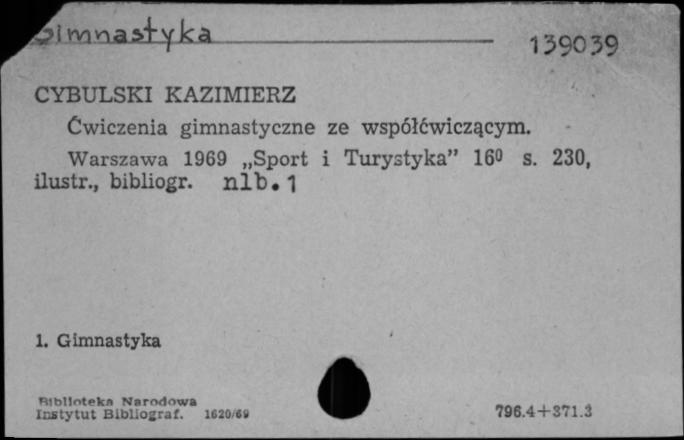 Gimnastyka
139039
CYBULSKI KAZIMIERZ
Ćwiczenia gimnastyczne ze współćwiczącym.
Warszawa 1969 „Sport i Turystyka” 16⁰ s. 230,
ilustr., bibliogr. nlb. 1
1. Gimnastyka
Biblioteka Narodowa
Instytut Bibliograf. 1620/69
796.4+371.3